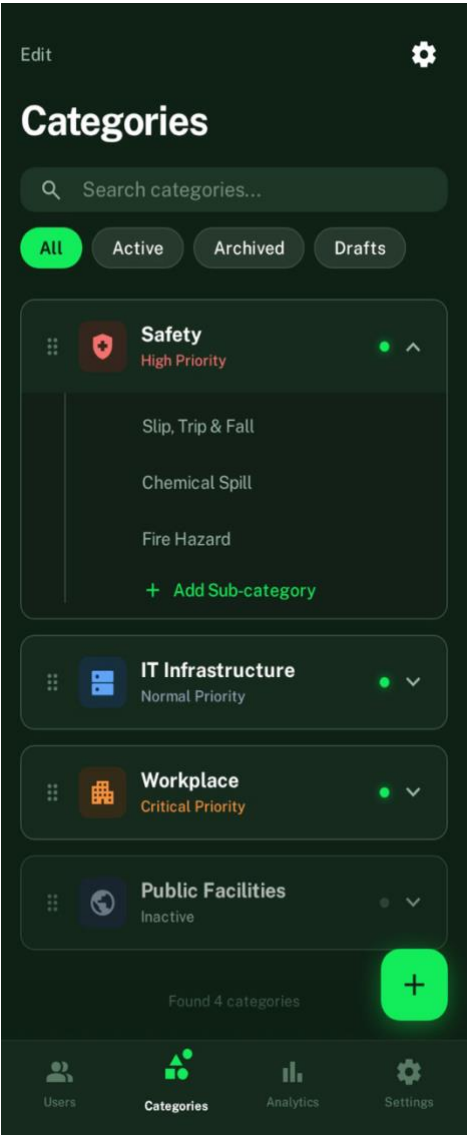 Edit
Categories
Search categories...
All
Active
Archived
Drafts
Safety
High Priority
Slip, Trip & Fall
Chemical Spill
Fire Hazard
+ Add Sub-category
IT Infrastructure
Normal Priority
Workplace
Critical Priority
Public Facilities
Inactive
Found 4 categories
Users
Categories
Analytics
Settings